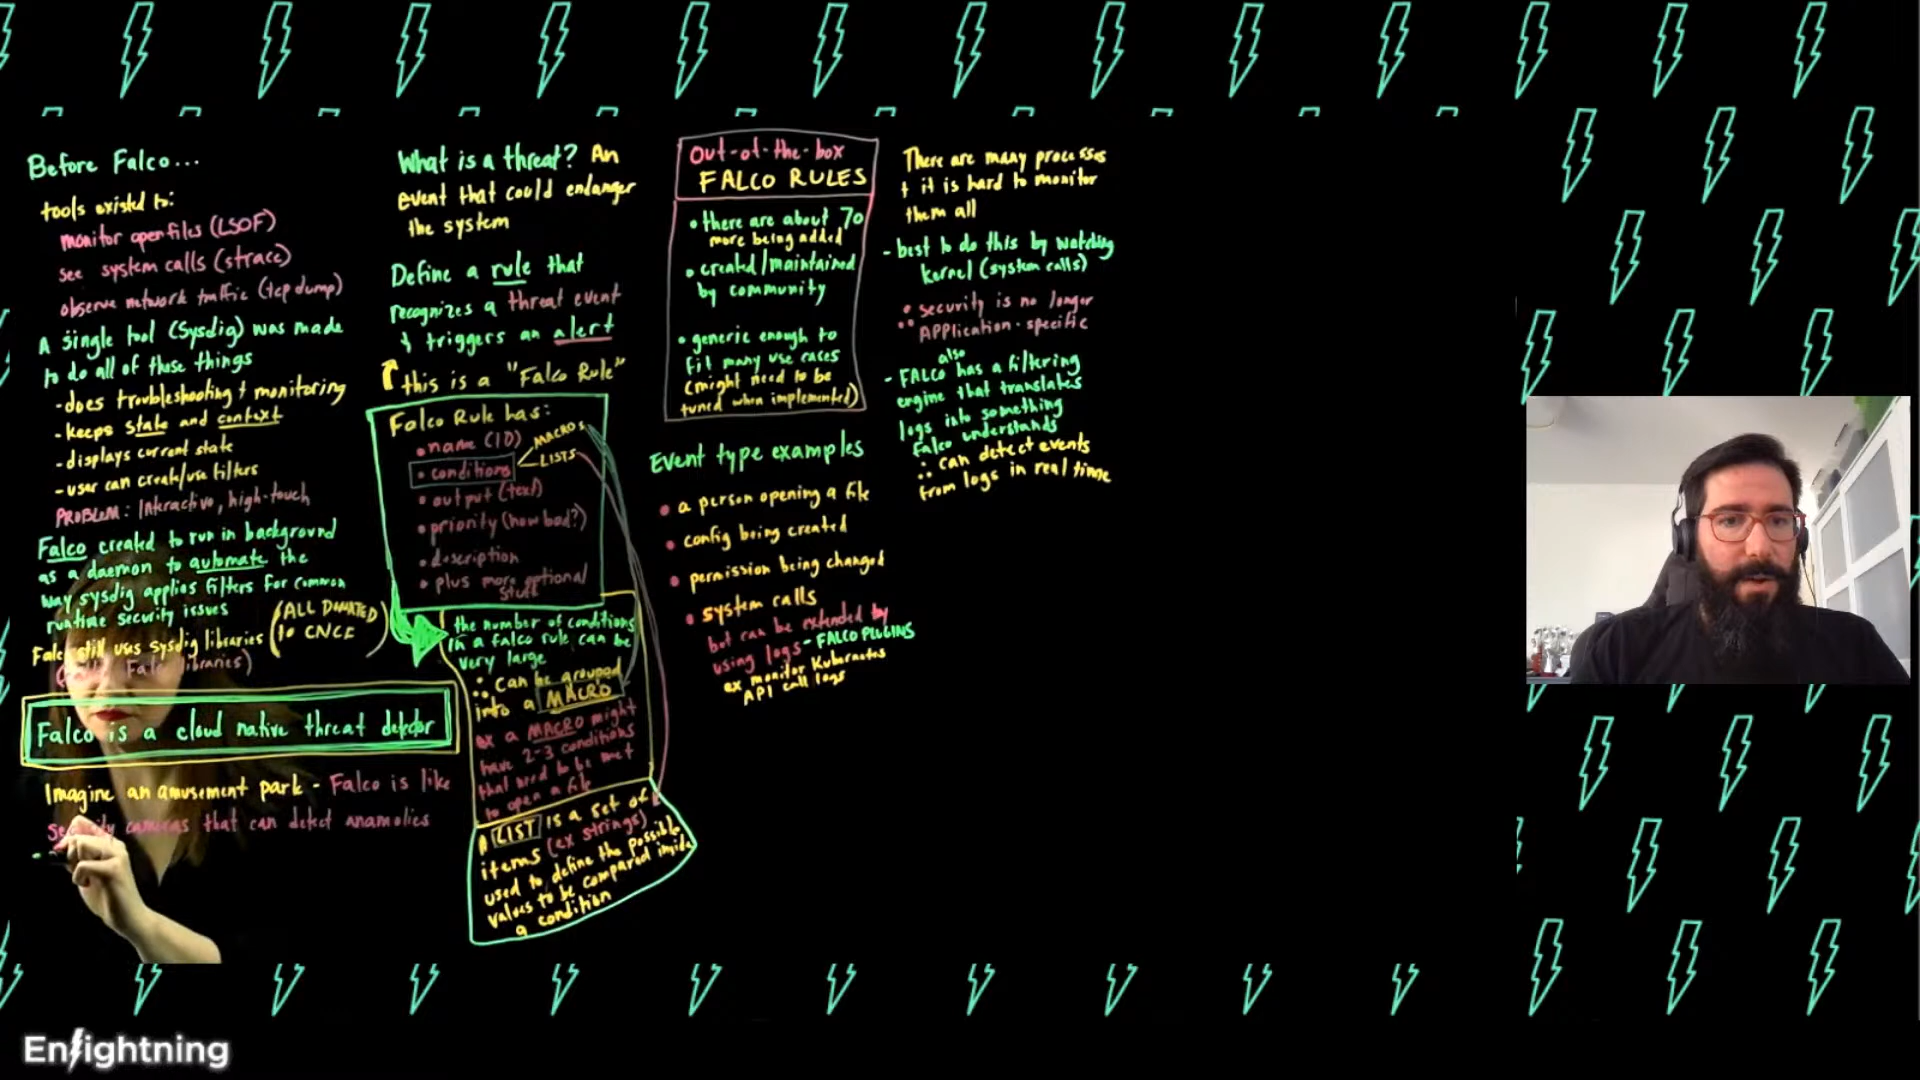 Before Falco...
tools existed to:
monitor open files (LSOF)
see system calls (strace)
observe network traffic (tcp dump)
A single tool (Sysdig) was made
to do all of these things
- does troubleshooting + monitoring
- keeps state and context
- displays current state
- user can create/use filters
PROBLEM: Interactive, high-touch
Falco created to run in background
as a daemon to automate the
way sysdig applies filters for common
runtime security issues
(ALL DONATED
to CNCF)
Falco still uses sysdig libraries
Falco libraries)
Falco is a cloud native threat detector
Imagine an amusement park - Falco is like
Security cameras that can detect anamolies
What is a threat? An
event that could endanger
the system
Define a rule that
recognizes a threat event
+ triggers an alert
this is a "Falco Rule"
Falco Rule has:
• name (ID)
• conditions
MACROS
LISTS
• output (text)
• priority (how bad?)
• description
• plus more optional
stuff
the number of conditions
in a falco rule can be
very large
∴ can be grouped
into a MACRO
ex a MACRO might
have 2-3 conditions
that need to be met
to open a file
A LIST is a set of
items (ex strings)
used to define the possible
values to be compared inside
a condition
Out-of-the-box
FALCO RULES
• there are about 70
more being added
• created/maintained
by community
• generic enough to
fit many use cases
(might need to be
tuned when implemented)
Event type examples
• a person opening a file
• config being created
• permission being changed
• system calls
but can be extended by
using logs - FALCO PLUGINS
ex monitor Kubernetes
API call logs
There are many processes
+ it is hard to monitor
them all
- best to do this by watching
kernel (system calls)
• security is no longer
•• APPlication-specific
also
- FALCO has a filtering
engine that translates
logs into something
Falco understands
∴ can detect events
from logs in real time
Enlightning